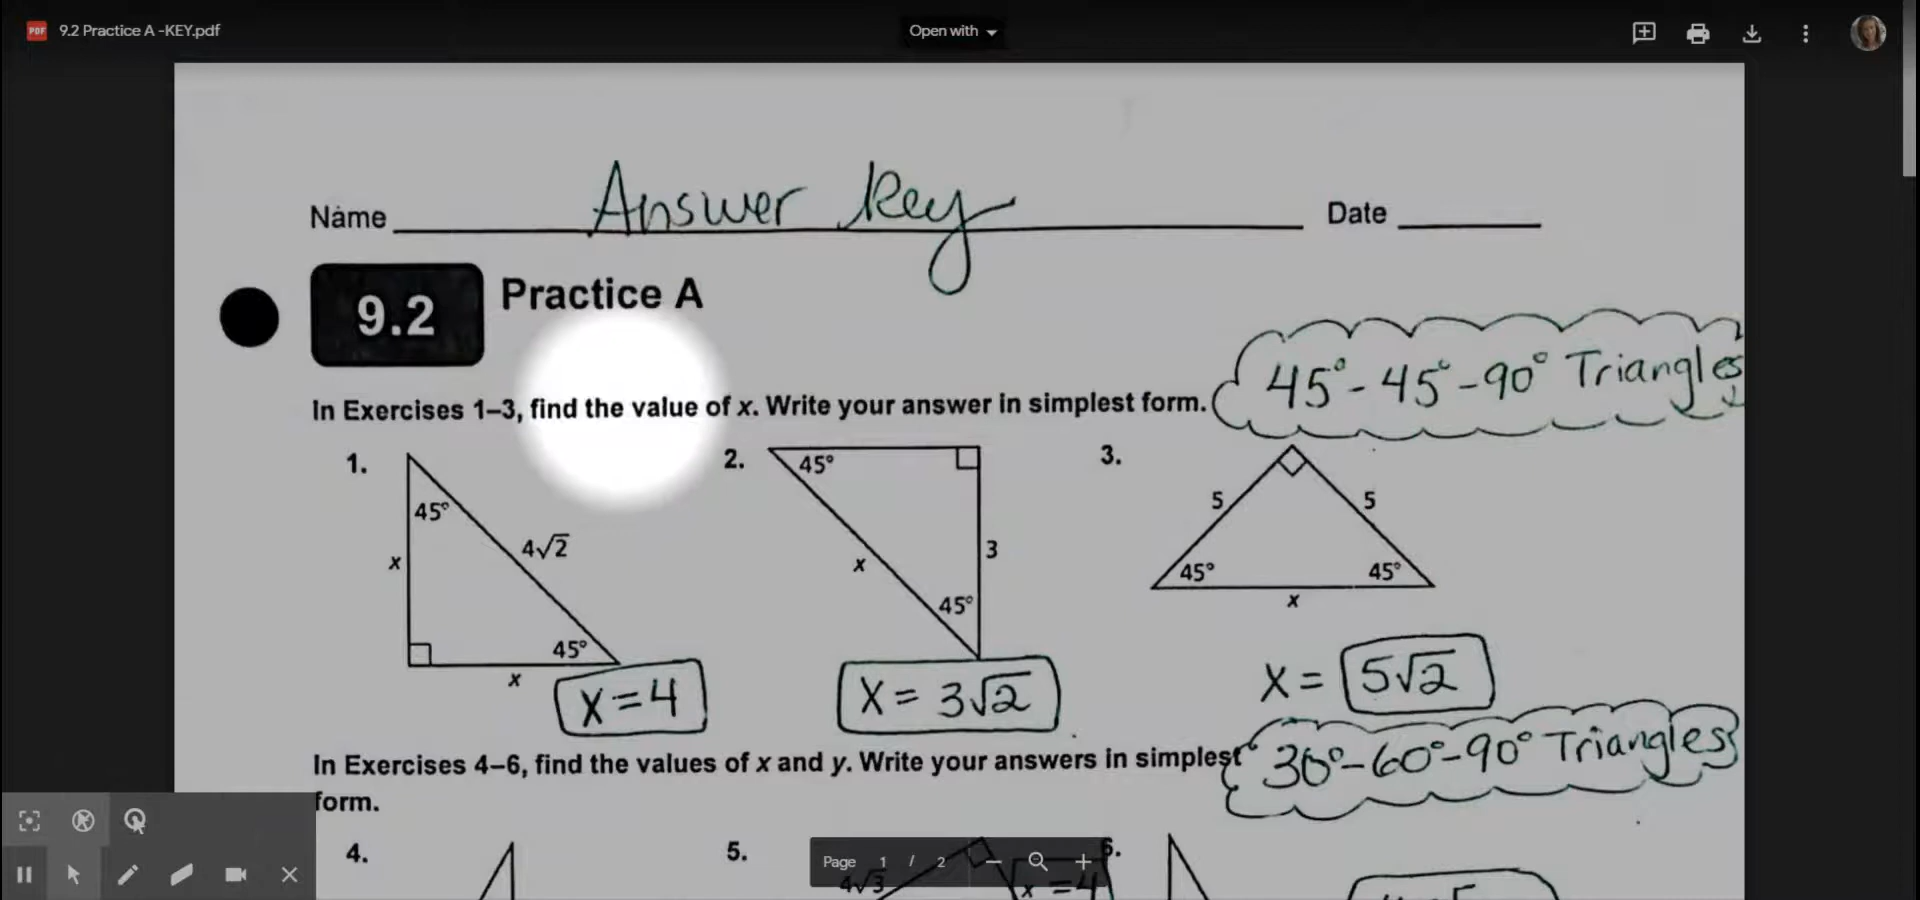 9.2 Practice A -KEY.pdf
Open with
Name Answer Key Date
9.2 Practice A
45°-45°-90° Triangles
In Exercises 1–3, find the value of x. Write your answer in simplest form.
1.
45°
4√2
x
45°
x
x=4
2.
45°
3
x
45°
x= 3√2
3.
5
5
45°
45°
x
x= 5√2
30°-60°-90° Triangles
In Exercises 4–6, find the values of x and y. Write your answers in simplest
form.
4.
5.
4√3
x =4
6.
Page 1 / 2